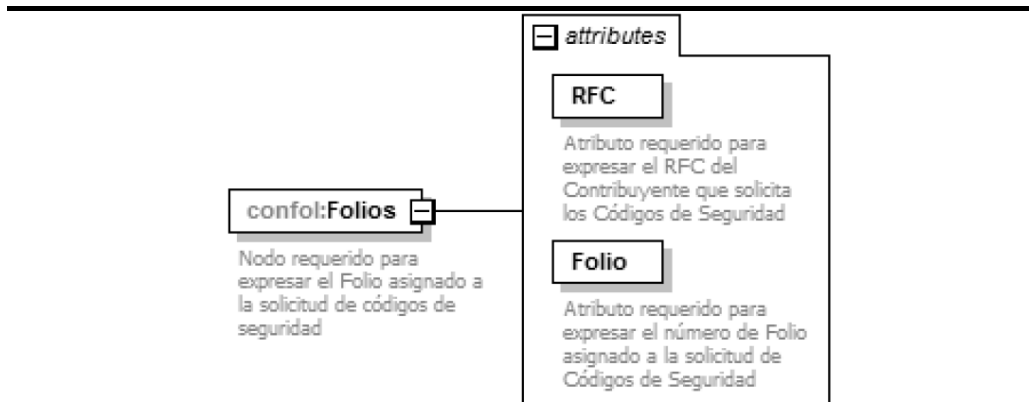 attributes
RFC
Atributo requerido para
expresar el RFC del
Contribuyente que solicita
los Códigos de Seguridad
confol:Folios
Nodo requerido para
expresar el Folio asignado a
la solicitud de códigos de
seguridad
Folio
Atributo requerido para
expresar el número de Folio
asignado a la solicitud de
Códigos de Seguridad